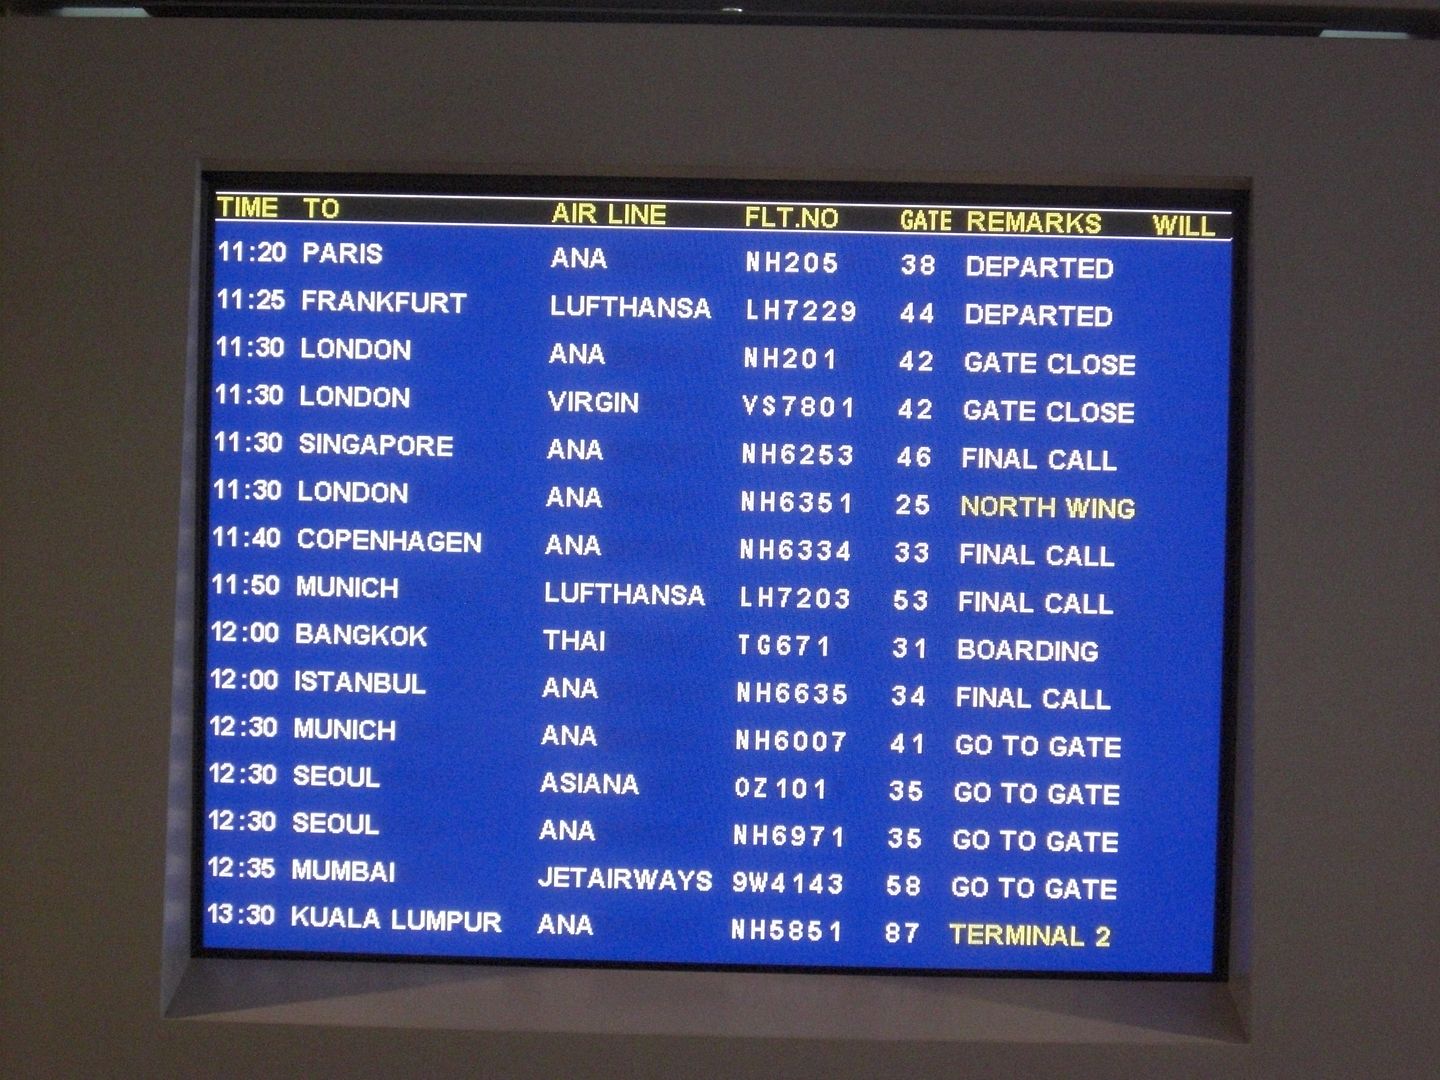 TIME TO AIR LINE FLT.NO GATE REMARKS WILL
11:20 PARIS ANA NH205 38 DEPARTED
11:25 FRANKFURT LUFTHANSA LH7229 44 DEPARTED
11:30 LONDON ANA NH201 42 GATE CLOSE
11:30 LONDON VIRGIN VS7801 42 GATE CLOSE
11:30 SINGAPORE ANA NH6253 46 FINAL CALL
11:30 LONDON ANA NH6351 25 NORTH WING
11:40 COPENHAGEN ANA NH6334 33 FINAL CALL
11:50 MUNICH LUFTHANSA LH7203 53 FINAL CALL
12:00 BANGKOK THAI TG671 31 BOARDING
12:00 ISTANBUL ANA NH6635 34 FINAL CALL
12:30 MUNICH ANA NH6007 41 GO TO GATE
12:30 SEOUL ASIANA OZ101 35 GO TO GATE
12:30 SEOUL ANA NH6971 35 GO TO GATE
12:35 MUMBAI JETAIRWAYS 9W4143 58 GO TO GATE
13:30 KUALA LUMPUR ANA NH5851 87 TERMINAL 2